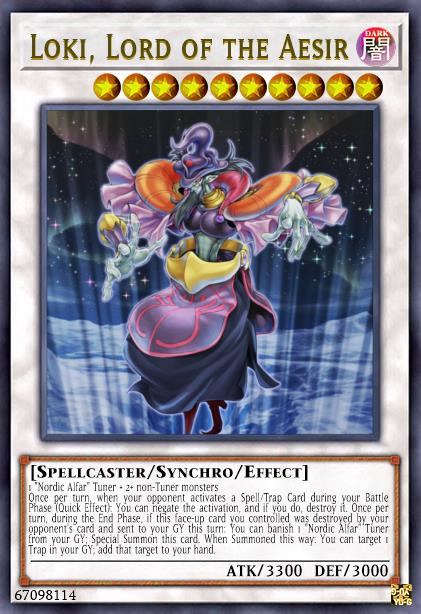 LOKI, LORD OF THE AESIR
DARK
闇
[SPELLCASTER/SYNCHRO/EFFECT]
1 "Nordic Alfar" Tuner + 2+ non-Tuner monsters
Once per turn, when your opponent activates a Spell/Trap Card during your Battle
Phase (Quick Effect): You can negate the activation, and if you do, destroy it. Once per
turn, during the End Phase, if this face-up card you controlled was destroyed by your
opponent's card and sent to your GY this turn: You can banish 1 "Nordic Alfar" Tuner
from your GY; Special Summon this card. When Summoned this way: You can target 1
Trap in your GY; add that target to your hand.
ATK/3300 DEF/3000
67098114